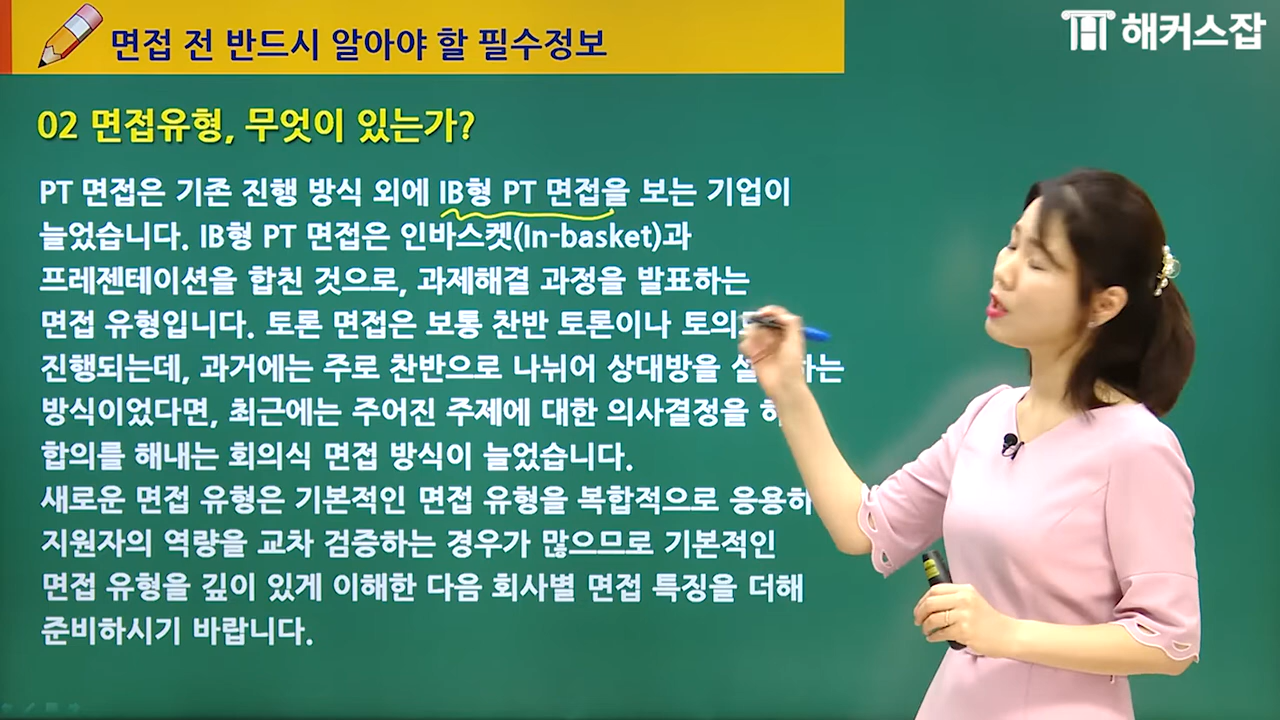 면접 전 반드시 알아야 할 필수정보
해커스잡
02 면접유형, 무엇이 있는가?
PT 면접은 기존 진행 방식 외에 IB형 PT 면접을 보는 기업이
늘었습니다. IB형 PT 면접은 인바스켓(In-basket)과
프레젠테이션을 합친 것으로, 과제해결 과정을 발표하는
면접 유형입니다. 토론 면접은 보통 찬반 토론이나
진행되는데, 과거에는 주로 찬반으로 나뉘어 상대방을
방식이었다면, 최근에는 주어진 주제에 대한 의사결정을
합의를 해내는 회의식 면접 방식이 늘었습니다.
새로운 면접 유형은 기본적인 면접 유형을 복합적으로
지원자의 역량을 교차 검증하는 경우가 많으므로 기본적인
면접 유형을 깊이 있게 이해한 다음 회사별 면접 특징을 더해
준비하시기 바랍니다.